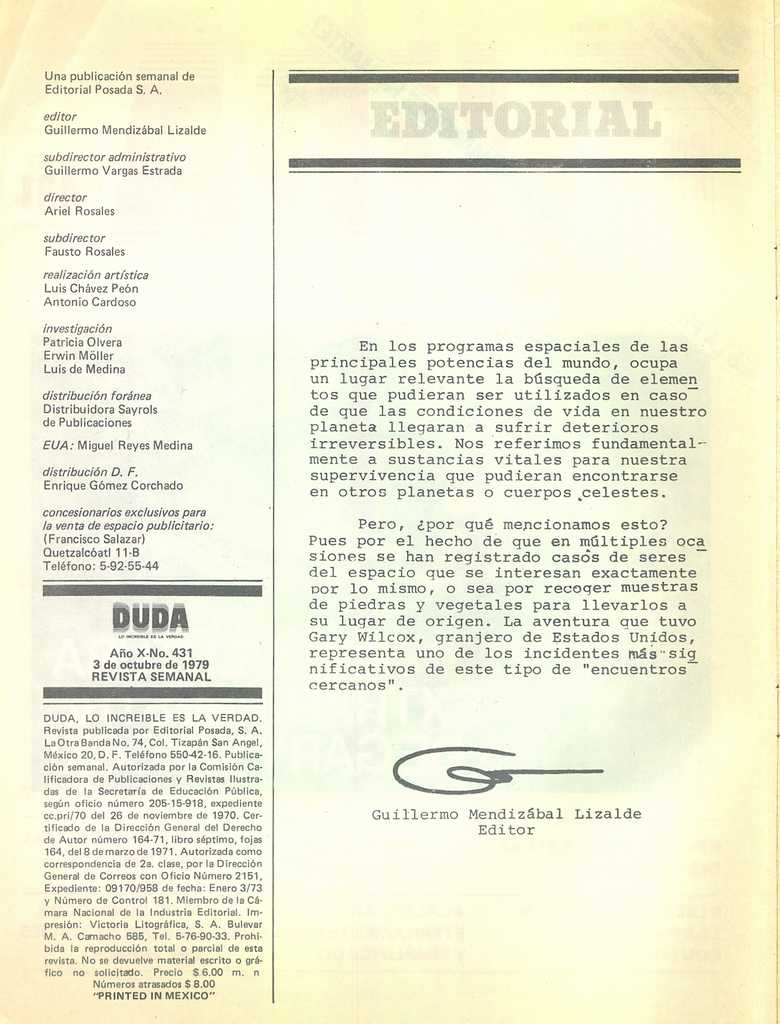 Una publicación semanal de
Editorial Posada S. A.
editor
Guillermo Mendizábal Lizalde
subdirector administrativo
Guillermo Vargas Estrada
director
Ariel Rosales
subdirector
Fausto Rosales
realización artística
Luis Chávez Peón
Antonio Cardoso
investigación
Patricia Olvera
Erwin Möller
Luis de Medina
distribución foránea
Distribuidora Sayrols
de Publicaciones
EUA: Miguel Reyes Medina
distribución D. F.
Enrique Gómez Corchado
concesionarios exclusivos para
la venta de espacio publicitario:
(Francisco Salazar)
Quetzalcóatl 11-B
Teléfono: 5-92-55-44
DUDA
LO INCREIBLE ES LA VERDAD
Año X-No. 431
3 de octubre de 1979
REVISTA SEMANAL
DUDA, LO INCREIBLE ES LA VERDAD.
Revista publicada por Editorial Posada, S. A.
La Otra Banda No. 74, Col. Tizapán San Angel,
México 20, D. F. Teléfono 550-42-16. Publica-
ción semanal. Autorizada por la Comisión Ca-
lificadora de Publicaciones y Revistas Ilustra-
das de la Secretaría de Educación Pública,
según oficio número 205-15-918, expediente
cc.pri/70 del 26 de noviembre de 1970. Cer-
tificado de la Dirección General del Derecho
de Autor número 164-71, libro séptimo, fojas
164, del 8 de marzo de 1971. Autorizada como
correspondencia de 2a. clase, por la Dirección
General de Correos con Oficio Número 2151,
Expediente: 09170/958 de fecha: Enero 3/73
y Número de Control 181. Miembro de la Cá-
mara Nacional de la Industria Editorial. Im-
presión: Victoria Litográfica, S. A. Bulevar
M. A. Camacho 585, Tel. 5-76-90-33. Prohi-
bida la reproducción total o parcial de esta
revista. No se devuelve material escrito o grá-
fico no solicitado. Precio $ 6.00 m. n
Números atrasados $ 8.00
"PRINTED IN MEXICO"
EDITORIAL
En los programas espaciales de las
principales potencias del mundo, ocupa
un lugar relevante la búsqueda de elemen
tos que pudieran ser utilizados en caso
de que las condiciones de vida en nuestro
planeta llegaran a sufrir deterioros
irreversibles. Nos referimos fundamental-
mente a sustancias vitales para nuestra
supervivencia que pudieran encontrarse
en otros planetas o cuerpos celestes.
Pero, ¿por qué mencionamos esto?
Pues por el hecho de que en múltiples oca
siones se han registrado casos de seres
del espacio que se interesan exactamente
por lo mismo, o sea por recoger muestras
de piedras y vegetales para llevarlos a
su lugar de origen. La aventura que tuvo
Gary Wilcox, granjero de Estados Unidos,
representa uno de los incidentes más sig
nificativos de este tipo de "encuentros
cercanos".
Guillermo Mendizábal Lizalde
Editor